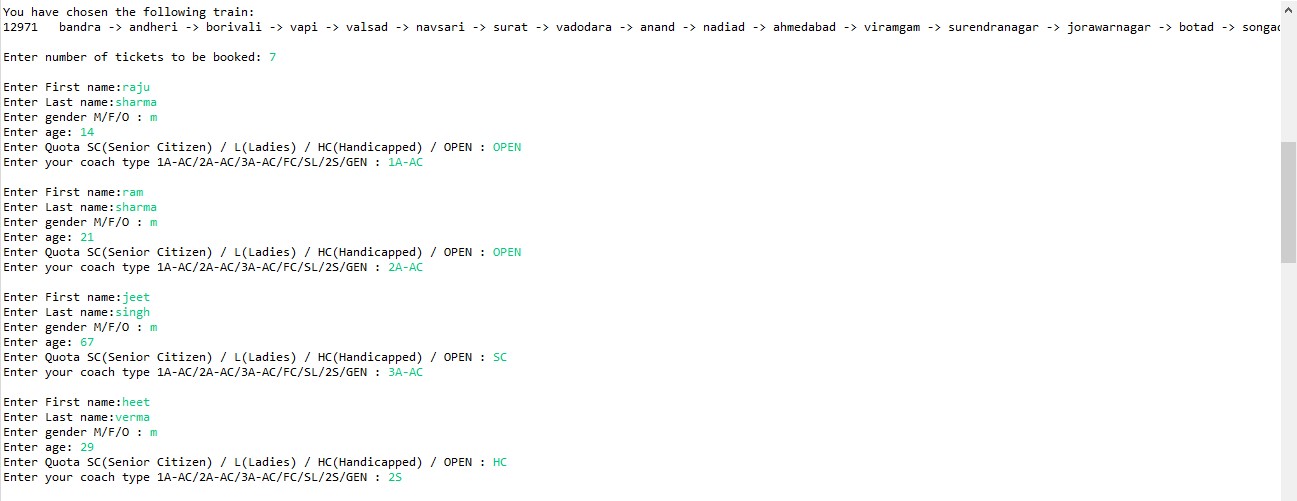 You have chosen the following train:
12971   bandra -> andheri -> borivali -> vapi -> valsad -> navsari -> surat -> vadodara -> anand -> nadiad -> ahmedabad -> viramgam -> surendranagar -> jorawarnagar -> botad -> songad
Enter number of tickets to be booked: 7
Enter First name:raju
Enter Last name:sharma
Enter gender M/F/O : m
Enter age: 14
Enter Quota SC(Senior Citizen) / L(Ladies) / HC(Handicapped) / OPEN : OPEN
Enter your coach type 1A-AC/2A-AC/3A-AC/FC/SL/2S/GEN : 1A-AC
Enter First name:ram
Enter Last name:sharma
Enter gender M/F/O : m
Enter age: 21
Enter Quota SC(Senior Citizen) / L(Ladies) / HC(Handicapped) / OPEN : OPEN
Enter your coach type 1A-AC/2A-AC/3A-AC/FC/SL/2S/GEN : 2A-AC
Enter First name:jeet
Enter Last name:singh
Enter gender M/F/O : m
Enter age: 67
Enter Quota SC(Senior Citizen) / L(Ladies) / HC(Handicapped) / OPEN : SC
Enter your coach type 1A-AC/2A-AC/3A-AC/FC/SL/2S/GEN : 3A-AC
Enter First name:heet
Enter Last name:verma
Enter gender M/F/O : m
Enter age: 29
Enter Quota SC(Senior Citizen) / L(Ladies) / HC(Handicapped) / OPEN : HC
Enter your coach type 1A-AC/2A-AC/3A-AC/FC/SL/2S/GEN : 2S